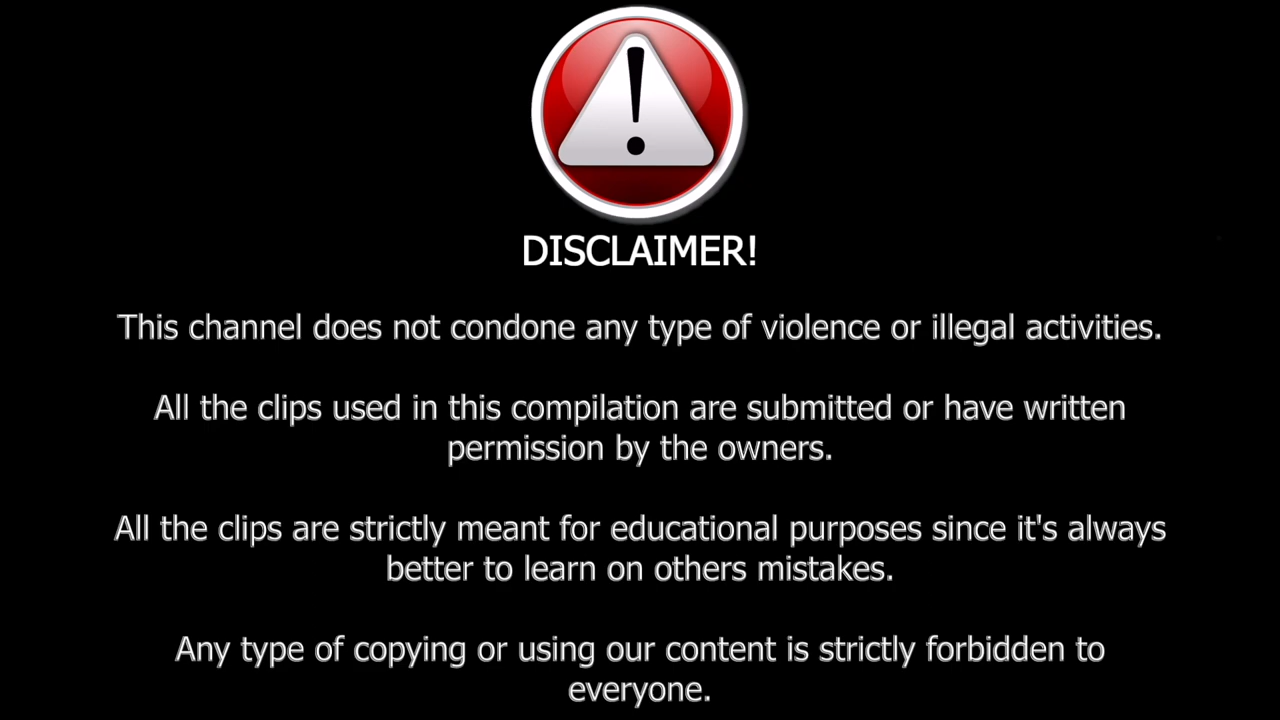 DISCLAIMER!
This channel does not condone any type of violence or illegal activities.
All the clips used in this compilation are submitted or have written
permission by the owners.
All the clips are strictly meant for educational purposes since it's always
better to learn on others mistakes.
Any type of copying or using our content is strictly forbidden to
everyone.